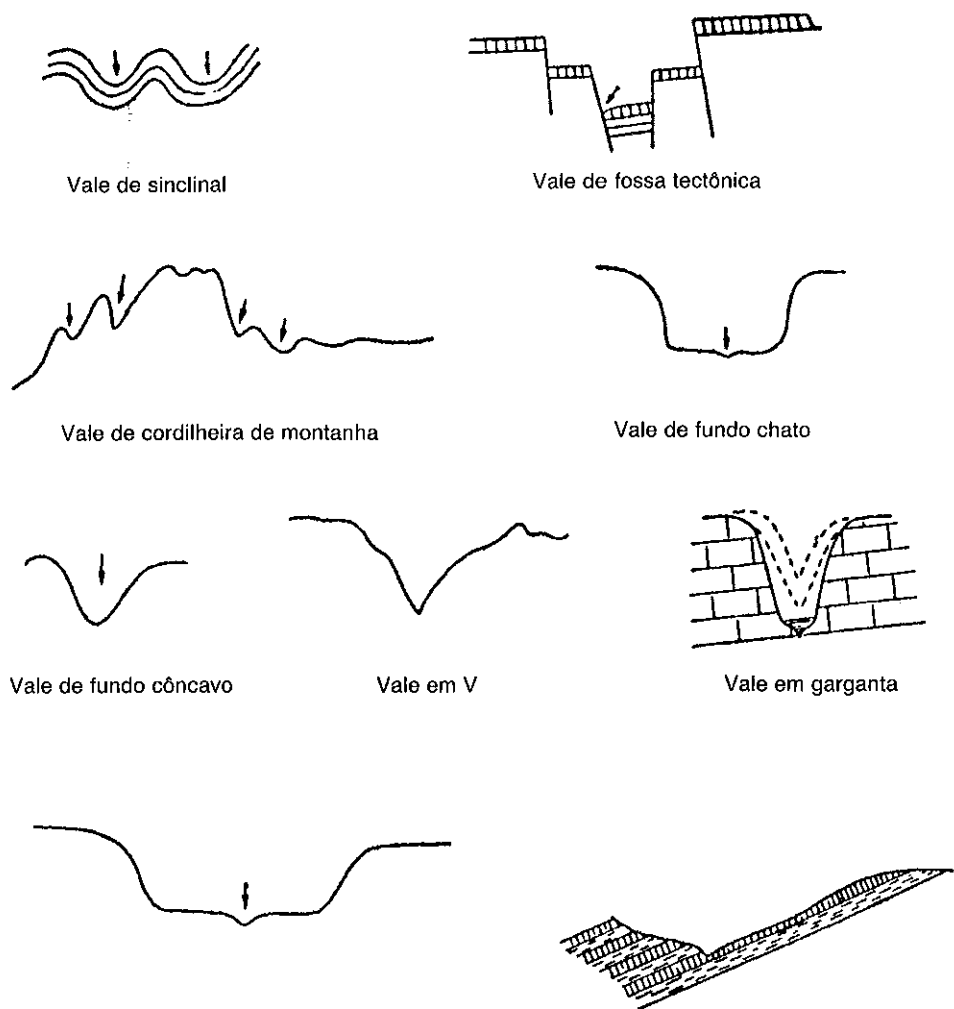 Vale de sinclinal
Vale de fossa tectônica
Vale de cordilheira de montanha
Vale de fundo chato
Vale de fundo côncavo
Vale em V
Vale em garganta